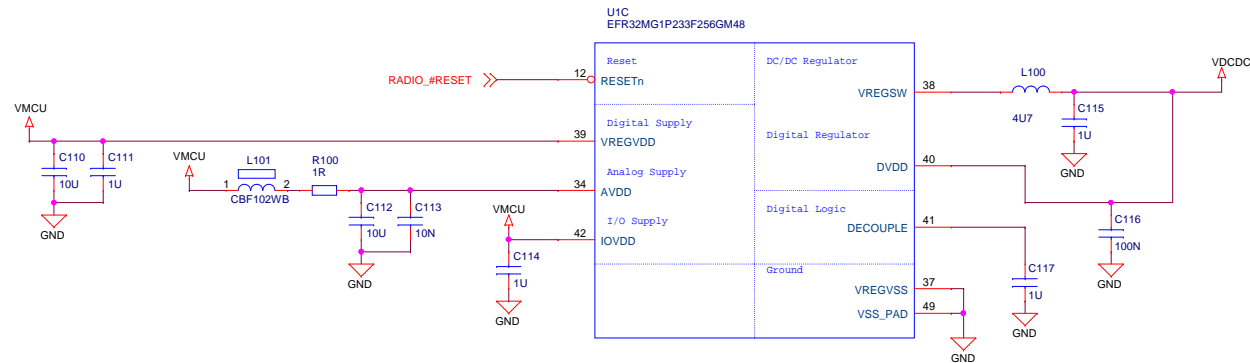 U1C
EFR32MG1P233F256GM48
Reset
DC/DC Regulator
RADIO_#RESET
12
RESETn
38
VREGSW
L100
4U7
VDCDC
C115
1U
VMCU
Digital Supply
39
VREGVDD
Digital Regulator
C110
10U
C111
1U
GND
GND
VMCU
L101
1
2
CBF102WB
R100
1R
Analog Supply
34
AVDD
40
DVDD
C112
10U
C113
10N
GND
VMCU
I/O Supply
42
IOVDD
Digital Logic
41
DECOUPLE
C116
100N
GND
C114
1U
GND
Ground
37
VREGVSS
49
VSS_PAD
C117
1U
GND
GND